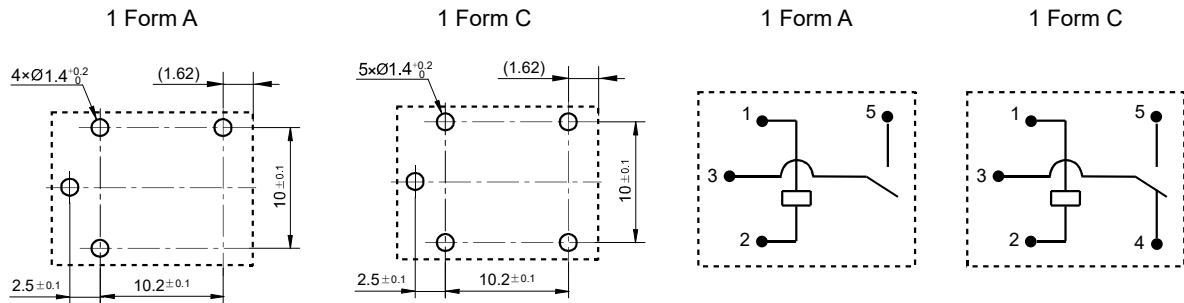 1 Form A
1 Form C
1 Form A
1 Form C
4×Ø1.4 +0.2 0
(1.62)
10 ±0.1
2.5 ±0.1
10.2 ±0.1
5×Ø1.4 +0.2 0
(1.62)
10 ±0.1
2.5 ±0.1
10.2 ±0.1
1
5
3
2
1
5
3
2
4